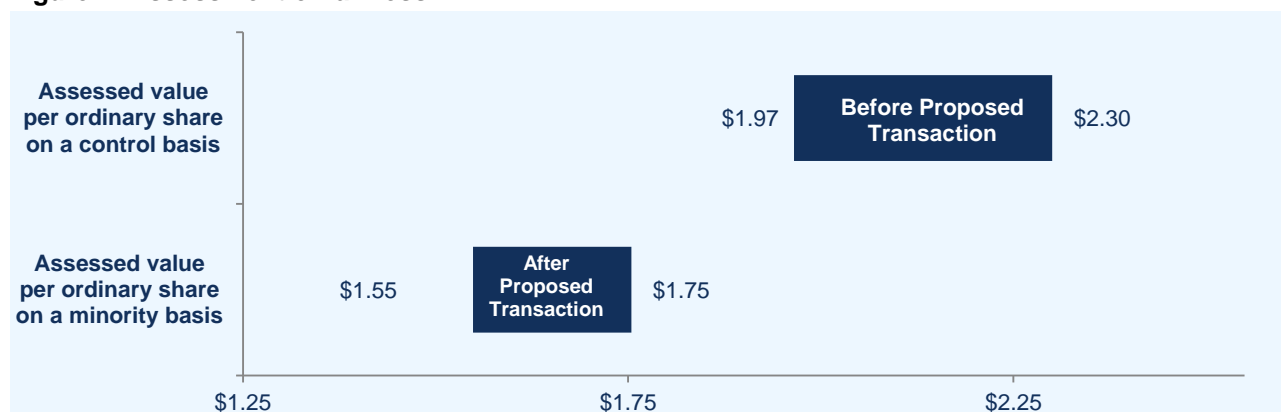 Assessed value
per ordinary share
on a control basis
$1.97
Before Proposed
Transaction
$2.30
Assessed value
per ordinary share
on a minority basis
$1.55
After
Proposed
Transaction
$1.75
$1.25
$1.75
$2.25